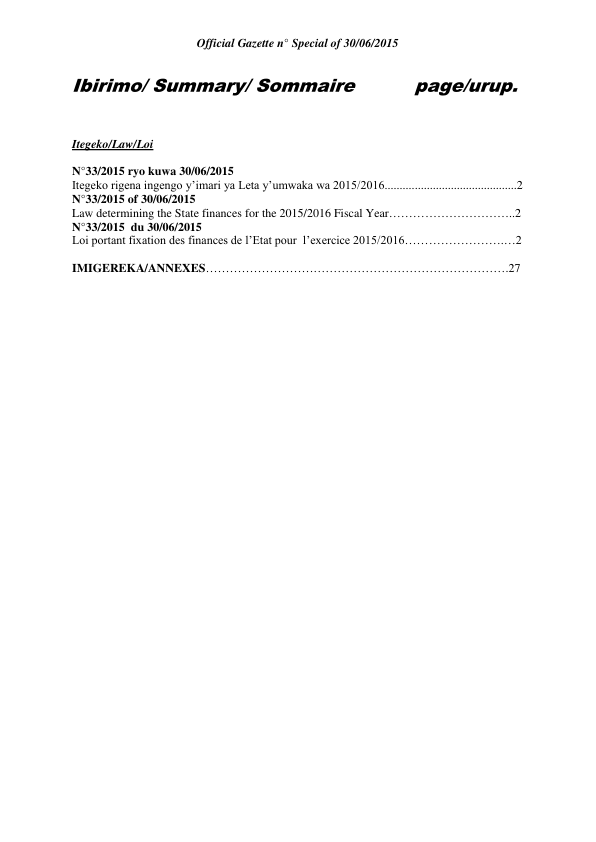 Official Gazette n° Special of 30/06/2015
Ibirimo/ Summary/ Sommaire page/urup.
Itegeko/Law/Loi
N°33/2015 ryo kuwa 30/06/2015
Itegeko rigena ingengo y’imari ya Leta y’umwaka wa 2015/2016............................................2
N°33/2015 of 30/06/2015
Law determining the State finances for the 2015/2016 Fiscal Year………………………….2
N°33/2015  du 30/06/2015
Loi portant fixation des finances de l’Etat pour  l’exercice 2015/2016…………………….…2
IMIGEREKA/ANNEXES…………………………………………………………………27